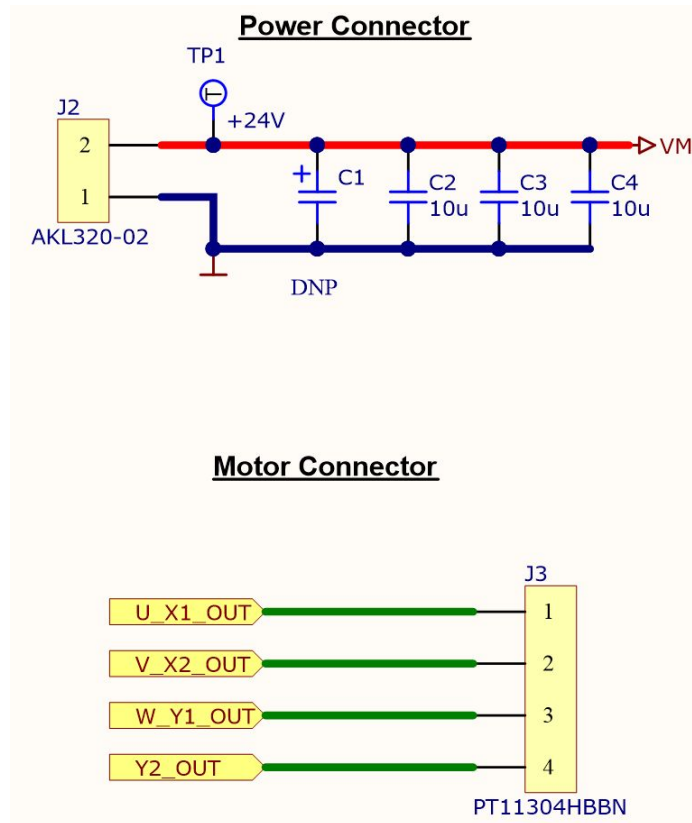 Power Connector
TP1
J2
+24V
2
VM
+
C1
C2
C3
C4
1
10u
10u
10u
AKL320-02
DNP
Motor Connector
J3
U_X1_OUT
1
V_X2_OUT
2
W_Y1_OUT
3
Y2_OUT
4
PT11304HBBN